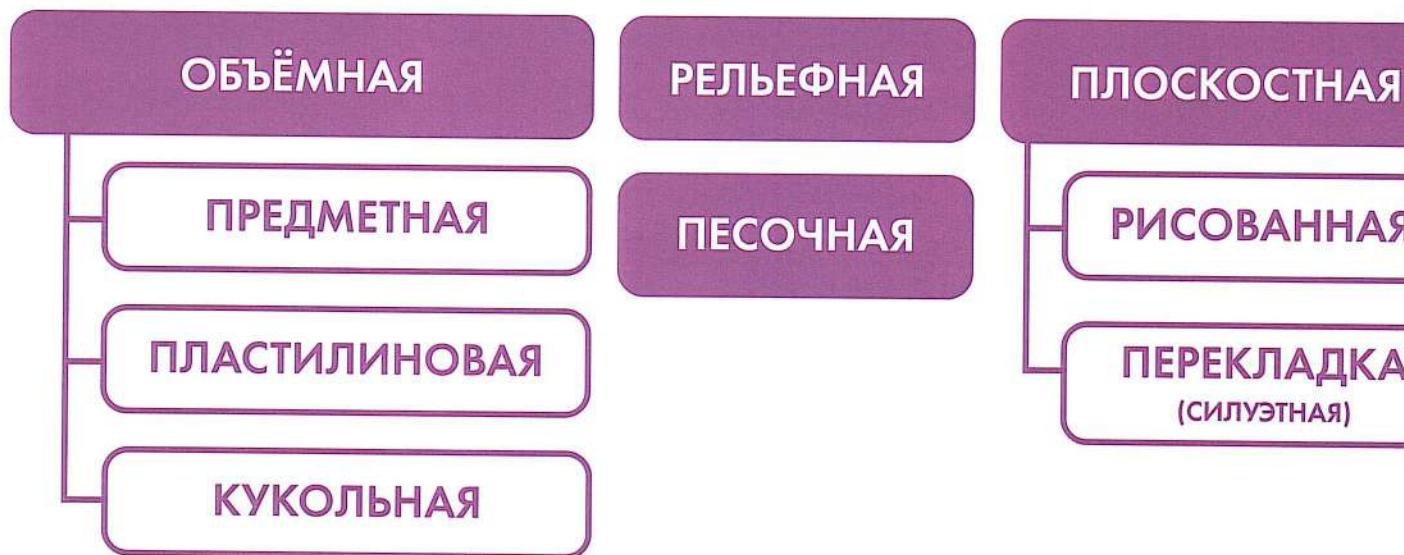 ОБЪЁМНАЯ
ПРЕДМЕТНАЯ
ПЛАСТИЛИНОВАЯ
КУКОЛЬНАЯ
РЕЛЬЕФНАЯ
ПЕСОЧНАЯ
ПЛОСКОСТНАЯ
РИСОВАННАЯ
ПЕРЕКЛАДКА
(СИЛУЭТНАЯ)